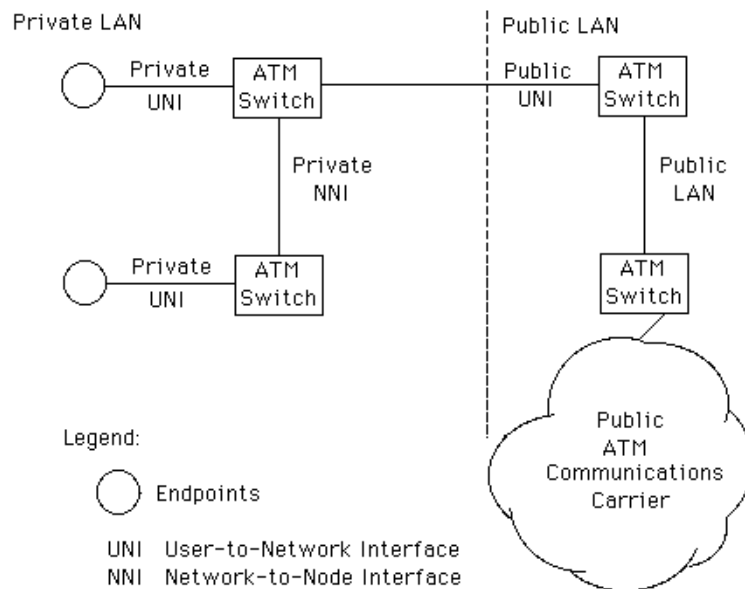 Private LAN
Public LAN
Private
UNI
ATM
Switch
Public
UNI
ATM
Switch
Private
NNI
Public
LAN
Private
UNI
ATM
Switch
ATM
Switch
Public
ATM
Communications
Carrier
Legend:
Endpoints
UNI User-to-Network Interface
NNI Network-to-Node Interface